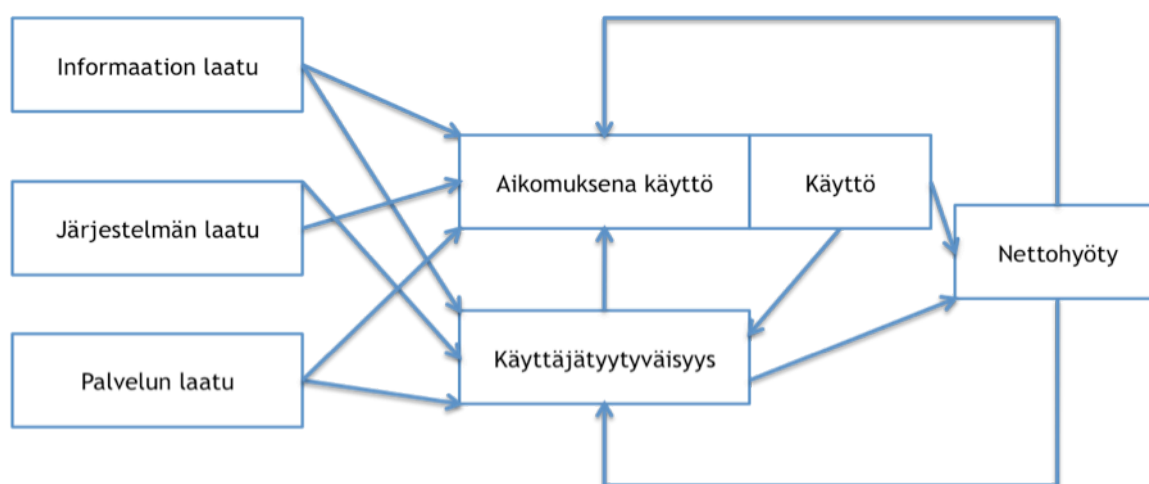 Informaation laatu
Järjestelmän laatu
Palvelun laatu
Aikomuksena käyttö
Käyttö
Käyttäjätyytyväisyys
Nettohyöty